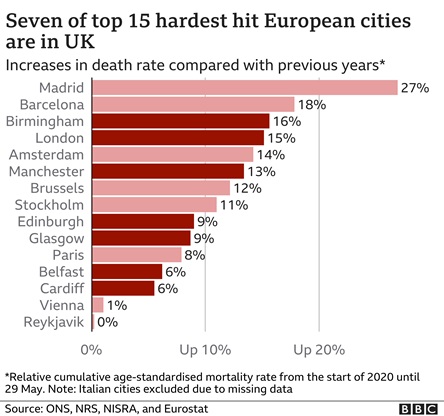 Seven of top 15 hardest hit European cities
are in UK
Increases in death rate compared with previous years*
Madrid 27%
Barcelona 18%
Birmingham 16%
London 15%
Amsterdam 14%
Manchester 13%
Brussels 12%
Stockholm 11%
Edinburgh 9%
Glasgow 9%
Paris 8%
Belfast 6%
Cardiff 6%
Vienna 1%
Reykjavik 0%
0% Up 10% Up 20%
*Relative cumulative age-standardised mortality rate from the start of 2020 until
29 May. Note: Italian cities excluded due to missing data
Source: ONS, NRS, NISRA, and Eurostat BBC